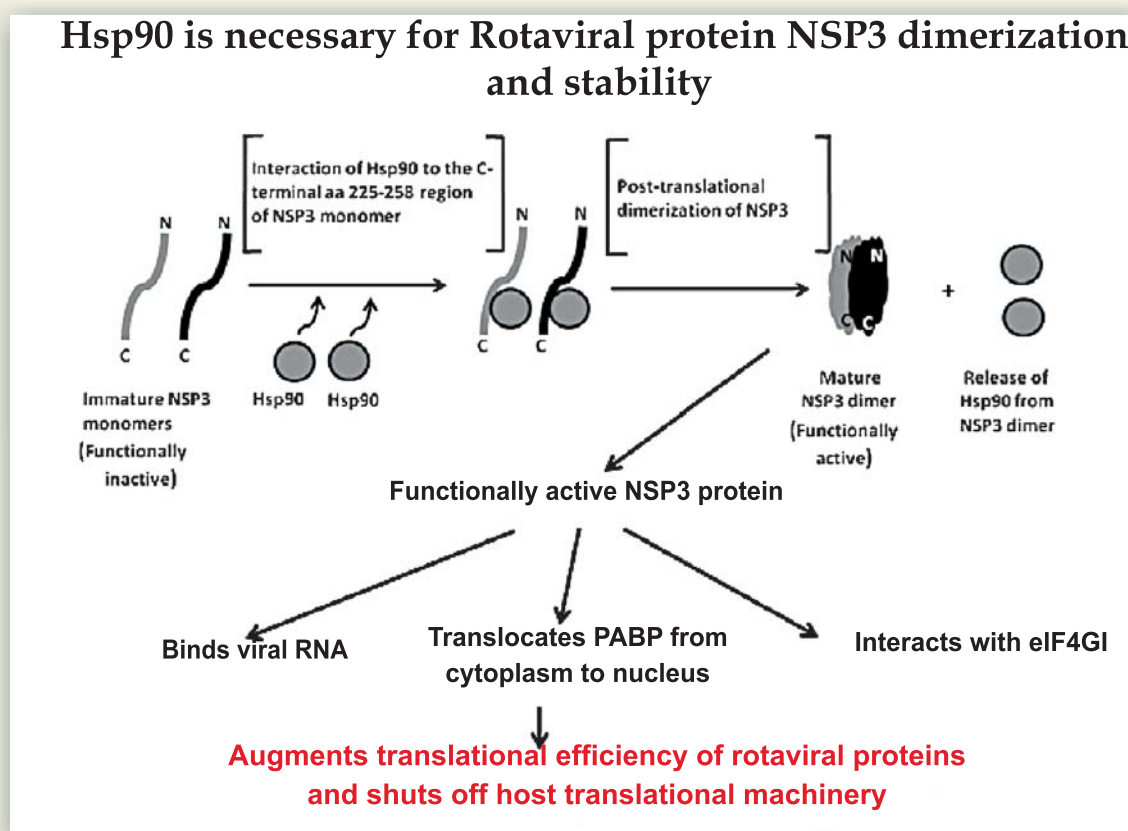 Hsp90 is necessary for Rotaviral protein NSP3 dimerization
and stability
Interaction of Hsp90 to the C-
terminal aa 225-258 region
of NSP3 monomer
Post-translational
dimerization of NSP3
N
N
C
C
N
N
C
C
N
N
C
C
+
Hsp90
Hsp90
Immature NSP3
monomers
(Functionally
inactive)
Mature
NSP3 dimer
(Functionally
active)
Release of
Hsp90 from
NSP3 dimer
Functionally active NSP3 protein
Binds viral RNA
Translocates PABP from
cytoplasm to nucleus
Interacts with eIF4GI
Augments translational efficiency of rotaviral proteins
and shuts off host translational machinery